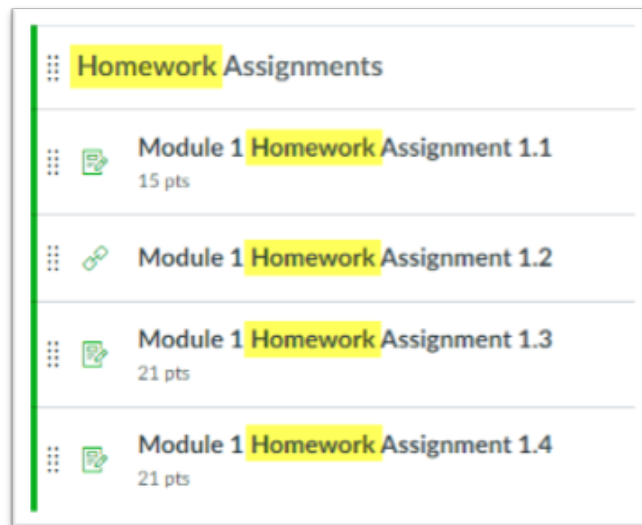 Homework Assignments
Module 1 Homework Assignment 1.1
15 pts
Module 1 Homework Assignment 1.2
Module 1 Homework Assignment 1.3
21 pts
Module 1 Homework Assignment 1.4
21 pts